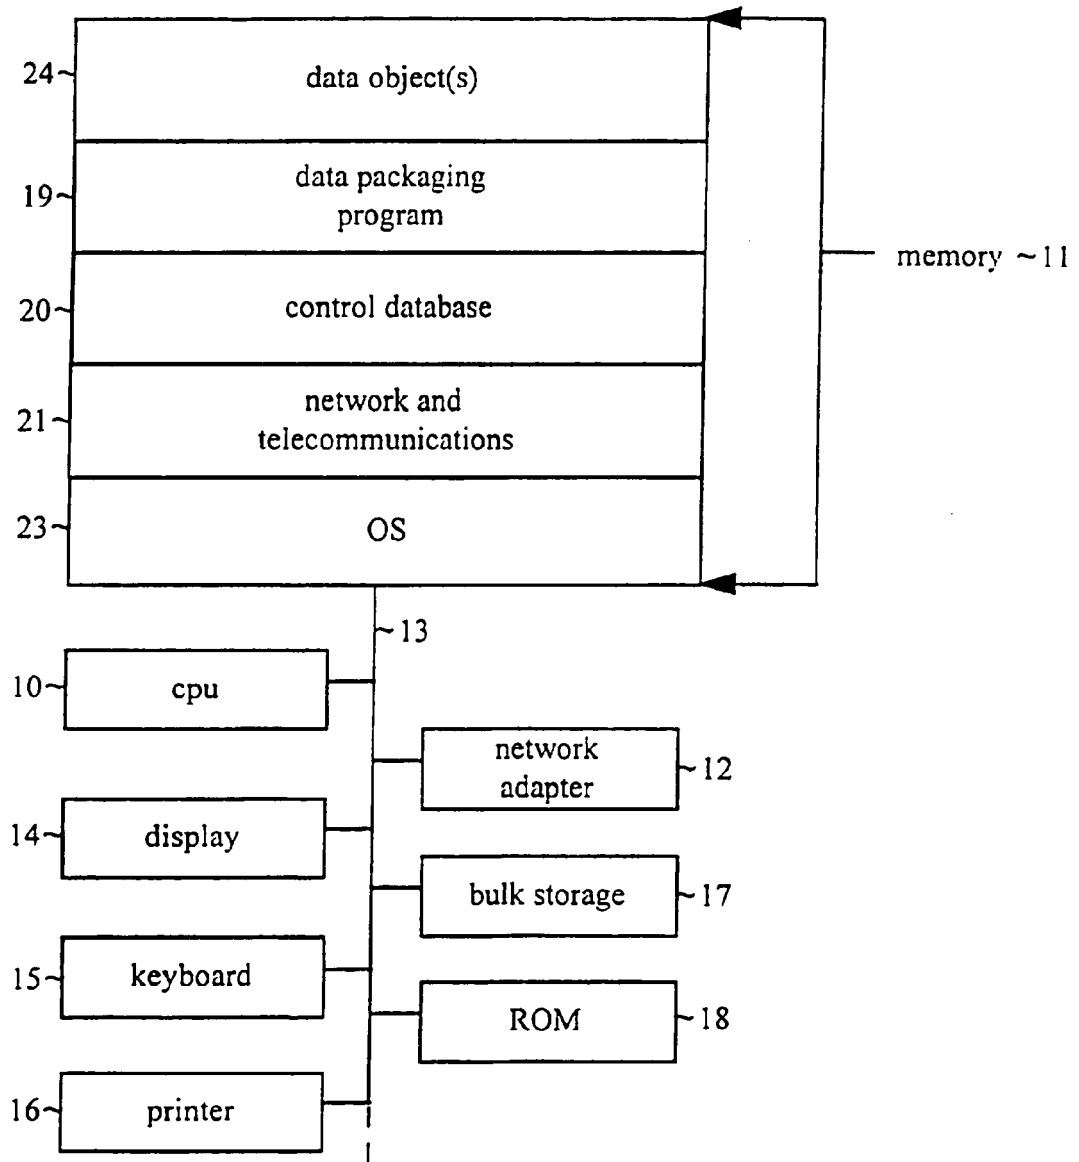 24~ data object(s)
19~ data packaging
program
memory ~11
20~ control database
21~ network and
telecommunications
23~ OS
~13
10~ cpu
network
adapter ~12
14~ display
bulk storage ~17
15~ keyboard
ROM ~18
16~ printer